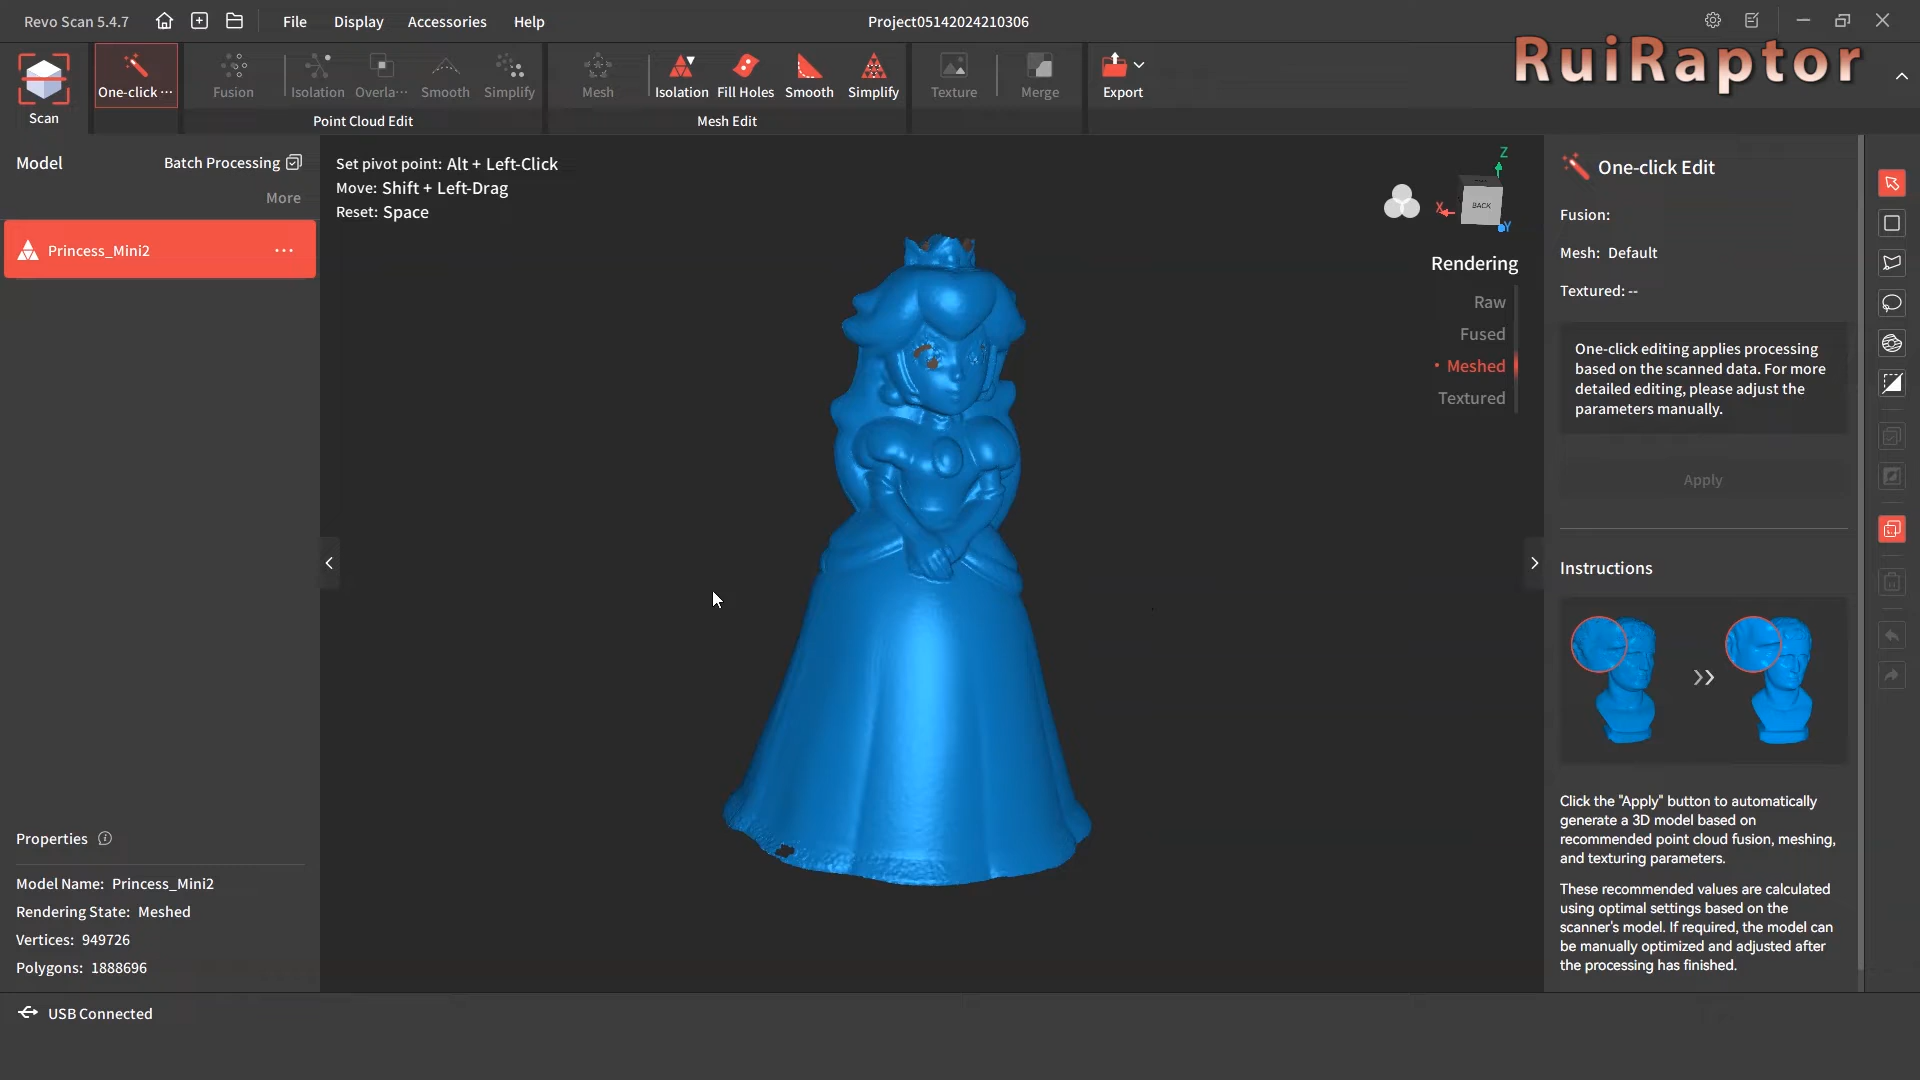 Revo Scan 5.4.7
File
Display
Accessories
Help
Project05142024210306
RuiRaptor
Scan
One-click ···
Fusion
Isolation
Overla···
Smooth
Simplify
Point Cloud Edit
Mesh
Isolation
Fill Holes
Smooth
Simplify
Mesh Edit
Texture
Merge
Export
Model
Batch Processing
More
Princess_Mini2
Set pivot point: Alt + Left-Click
Move: Shift + Left-Drag
Reset: Space
Z
X
BACK
Y
Rendering
Raw
Fused
Meshed
Textured
One-click Edit
Fusion:
Mesh: Default
Textured: --
One-click editing applies processing
based on the scanned data. For more
detailed editing, please adjust the
parameters manually.
Apply
Instructions
Click the "Apply" button to automatically
generate a 3D model based on
recommended point cloud fusion, meshing,
and texturing parameters.
These recommended values are calculated
using optimal settings based on the
scanner's model. If required, the model can
be manually optimized and adjusted after
the processing has finished.
Properties
Model Name: Princess_Mini2
Rendering State: Meshed
Vertices: 949726
Polygons: 1888696
USB Connected